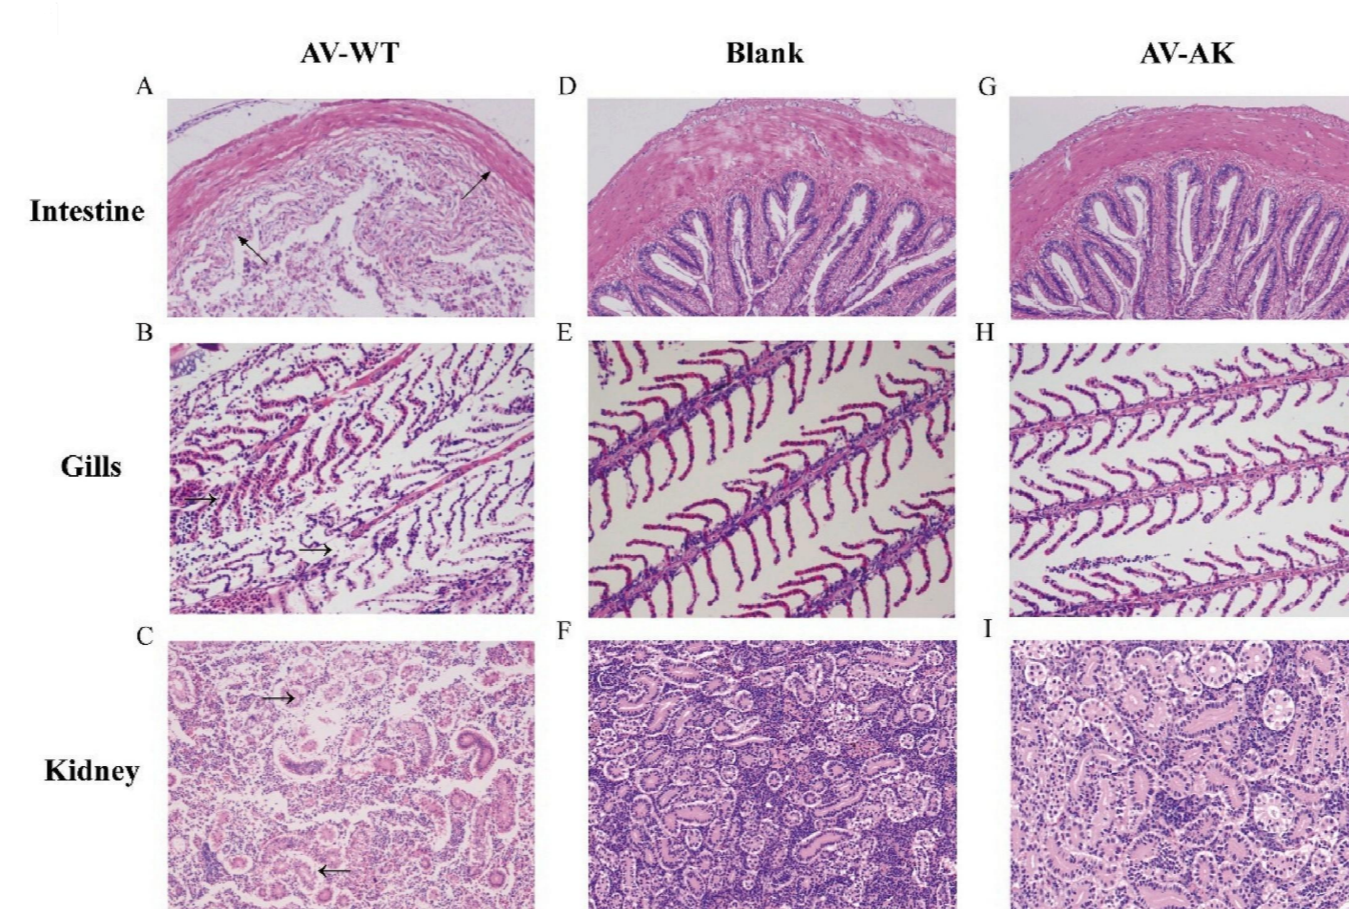 AV-WT Blank AV-AK
A D G
Intestine
B E H
Gills
C F I
Kidney